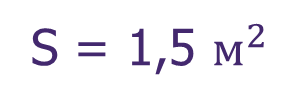 S = 1,5 м²